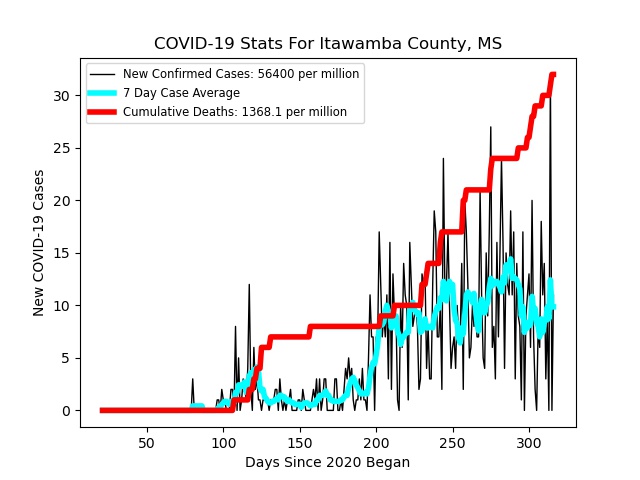 COVID-19 Stats For Itawamba County, MS
New Confirmed Cases: 56400 per million
7 Day Case Average
Cumulative Deaths: 1368.1 per million
New COVID-19 Cases
30
25
20
15
10
5
0
50
100
150
200
250
300
Days Since 2020 Began